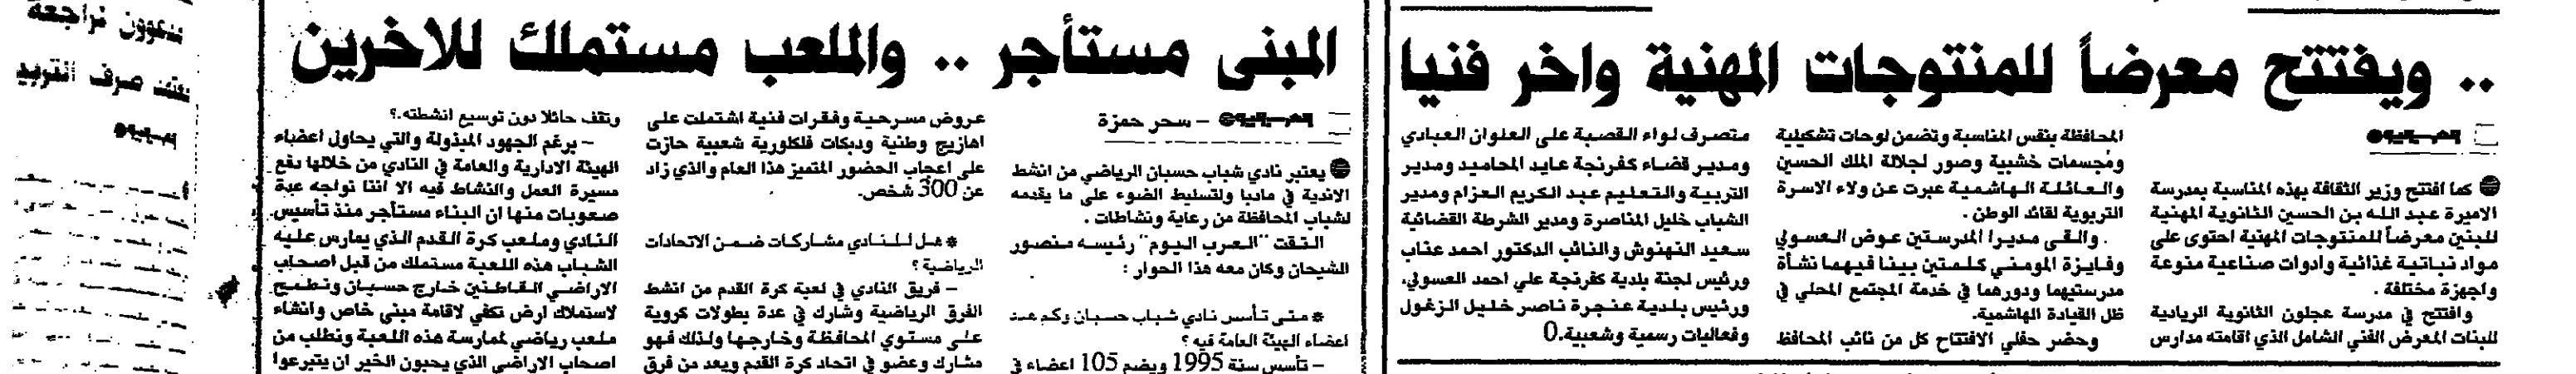 .. ويفتتح معرضاً للمنتوجات المهنية واخر فنيا
كما افتتح وزير الثقافة بهذه المناسبة بمدرسة
الاميرة عبد الله بن الحسين الثانوية المهنية
للبنين معرضاً للمنتوجات المهنية احتوى على
مواد نباتية غذائية وادوات صناعية منوعة
واجهزة مختلفة .
وافتتح في مدرسة عجلون الثانوية الريادية
للبنات المعرض الفني الشامل الذي اقامته مدارس
المحافظة بنفس المناسبة وتضمن لوحات تشكيلية
ومجسمات خشبية وصور لجلالة الملك الحسين
والعائلة الهاشمية عبرت عن ولاء الاسرة
التربوية لقائد الوطن .
. والقى مديرا المدرستين عوض العسولي
وفايزة المومني كلمتين بينا فيهما نشأة
مدرستيهما ودورهما في خدمة المجتمع المحلي في
ظل القيادة الهاشمية.
وحضر حفلي الافتتاح كل من نائب المحافظ
متصرف لواء القصبة على العلوان العبادي
ومدير قضاء كفرنجة عايد المحاميد ومدير
التربية والتعليم عبد الكريم العزام ومدير
الشباب خليل المناصرة ومدير الشرطة القضائية
سعيد النهنوش والنائب الدكتور احمد عناب
ورئيس لجنة بلدية كفرنجة علي احمد العسولي.
ورئيس بلدية عنجرة ناصر خليل الزغول
وفعاليات رسمية وشعبية.0
المبنى مستأجر .. والملعب مستملك للاخرين
– سحر حمزة
يعتبر نادي شباب حسبان الرياضي من انشط
الاندية في مادبا ولتسليط الضوء على ما يقدمه
لشباب المحافظة من رعاية ونشاطات .
التقت "العرب اليوم" رئيسه منصور
الشيحان وكان معه هذا الحوار :
* متى تأسس نادي شباب حسبان وكم عدد
اعضاء الهيئة العامة فيه ؟
– تأسس سنة 1995 ويضم 105 اعضاء في
عروض مسرحية وفقرات فنية اشتملت على
اهازيج وطنية ودبكات فلكلورية شعبية حازت
على اعجاب الحضور المتميز هذا العام والذي زاد
عن 300 شخص.
* هل للنادي مشاركات ضمن الاتحادات
الرياضية ؟
– فريق النادي في لعبة كرة القدم من انشط
الفرق الرياضية وشارك في عدة بطولات كروية
على مستوي المحافظة وخارجها ولذلك فهو
مشارك وعضو في اتحاد كرة القدم ويعد من فرق
وتقف حائلا دون توسيع انشطته.؟
– برغم الجهود المبذولة والتي يحاول اعضاء
الهيئة الادارية والعامة في النادي من خلالها دفع
مسيرة العمل والنشاط فيه الا اننا نواجه عدة
صعوبات منها ان البناء مستأجر منذ تأسيس
النادي وملعب كرة القدم الذي يمارس عليه
الشباب هذه اللعبة مستملك من قبل اصحاب
الاراضي القاطنين خارج حسبان ونطمح
لاستملاك ارض تكفي لاقامة مبنى خاص وانشاء
ملعب رياضي لممارسة هذه اللعبة ونطلب من
اصحاب الاراضي الذي يحبون الخير ان يتبرعوا